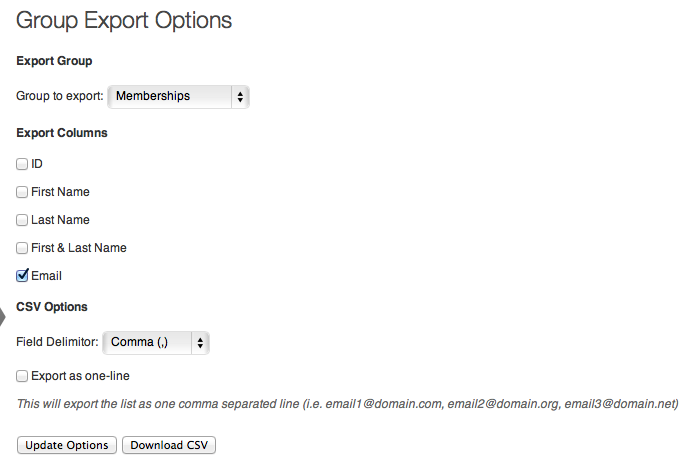 Group Export Options
Export Group
Group to export: Memberships
Export Columns
ID
First Name
Last Name
First & Last Name
Email
CSV Options
Field Delimitor: Comma (,)
Export as one-line
This will export the list as one comma separated line (i.e. email1@domain.com, email2@domain.org, email3@domain.net)
Update Options Download CSV